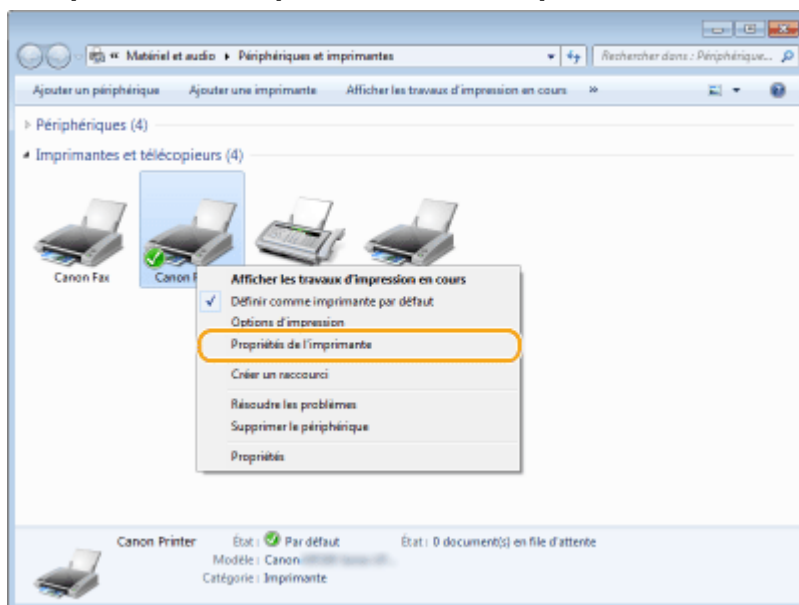 « Matériel et audio ▸ Périphériques et imprimantes
Rechercher dans : Périphérique...
Ajouter un périphérique Ajouter une imprimante Afficher les travaux d'impression en cours »
Périphériques (4)
Imprimantes et télécopieurs (4)
Canon Fax
Canon
Afficher les travaux d'impression en cours
Définir comme imprimante par défaut
Options d'impression
Propriétés de l'imprimante
Créer un raccourci
Résoudre les problèmes
Supprimer le périphérique
Propriétés
Canon Printer État : Par défaut État : 0 document(s) en file d'attente
Modèle : Canon
Catégorie : Imprimante